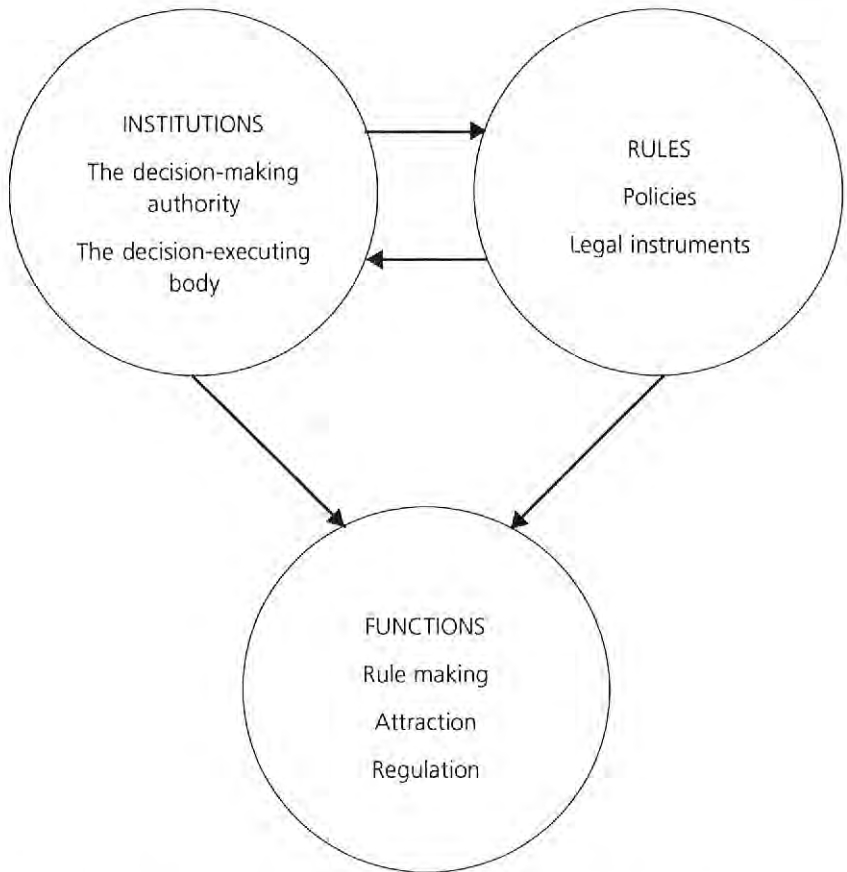 INSTITUTIONS
The decision-making
authority
The decision-executing
body
RULES
Policies
Legal instruments
FUNCTIONS
Rule making
Attraction
Regulation